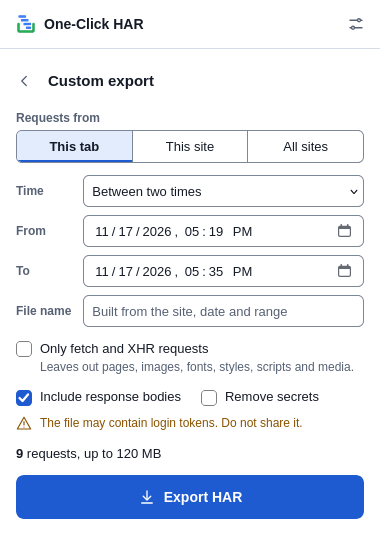 One-Click HAR
Custom export
Requests from
This tab This site All sites
Time Between two times
From 11/17/2026, 05:19 PM
To 11/17/2026, 05:35 PM
File name Built from the site, date and range
Only fetch and XHR requests
Leaves out pages, images, fonts, styles, scripts and media.
Include response bodies Remove secrets
The file may contain login tokens. Do not share it.
9 requests, up to 120 MB
Export HAR